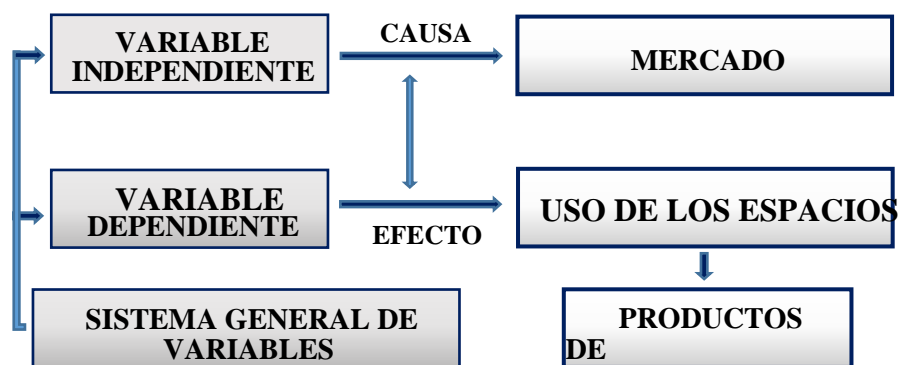 VARIABLE
INDEPENDIENTE
CAUSA
MERCADO
VARIABLE
DEPENDIENTE
EFECTO
USO DE LOS ESPACIOS
SISTEMA GENERAL DE
VARIABLES
PRODUCTOS
DE